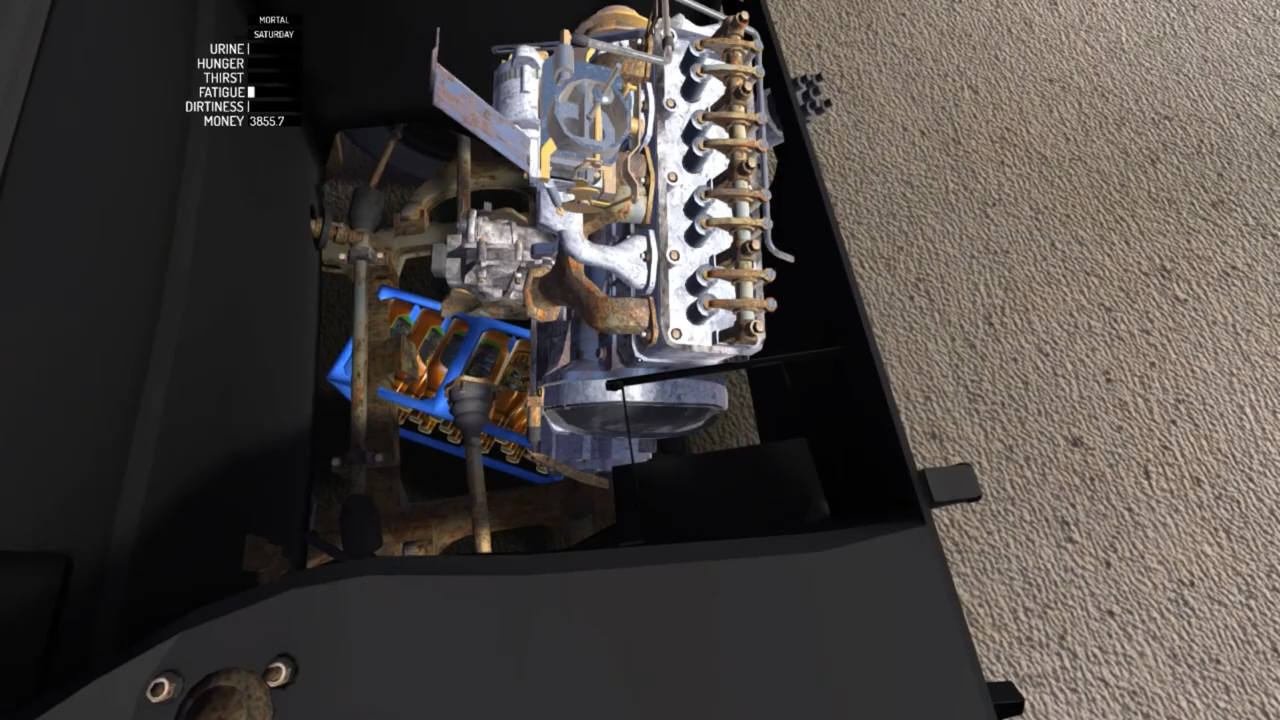 MORTAL
SATURDAY
URINE
HUNGER
THIRST
FATIGUE
DIRTINESS
MONEY 3855.7